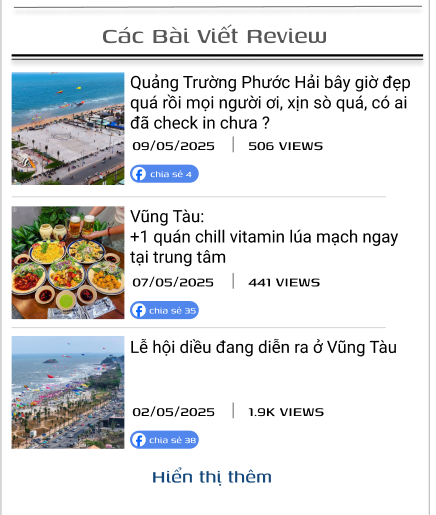 Các Bài Viết Review
Quảng Trường Phước Hải bây giờ đẹp
quá rồi mọi người ơi, xịn sò quá, có ai
đã check in chưa ?
09/05/2025 | 506 VIEWS
chia sẻ 4
Vũng Tàu:
+1 quán chill vitamin lúa mạch ngay
tại trung tâm
07/05/2025 | 441 VIEWS
chia sẻ 35
Lễ hội diều đang diễn ra ở Vũng Tàu
02/05/2025 | 1.9K VIEWS
chia sẻ 38
Hiển thị thêm